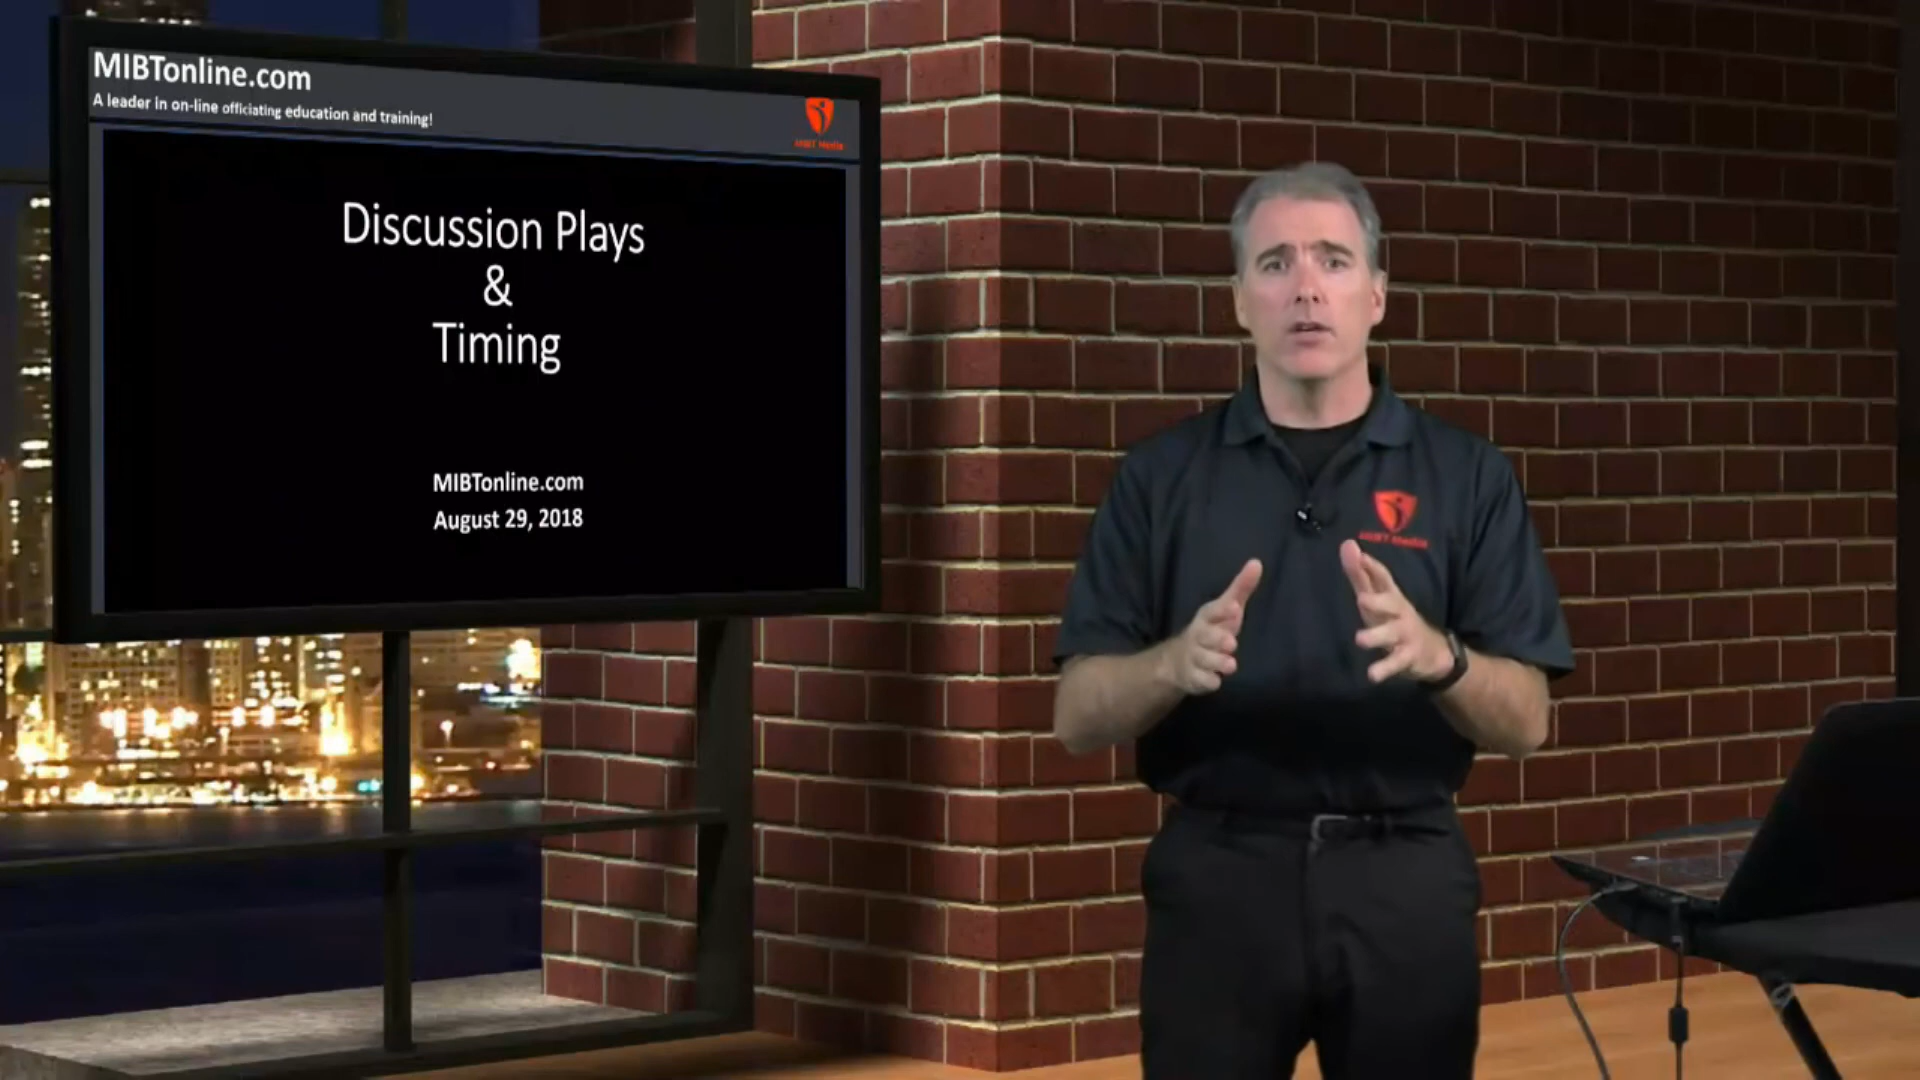 MIBTonline.com
A leader in on-line officiating education and training!
Discussion Plays
&
Timing
MIBTonline.com
August 29, 2018